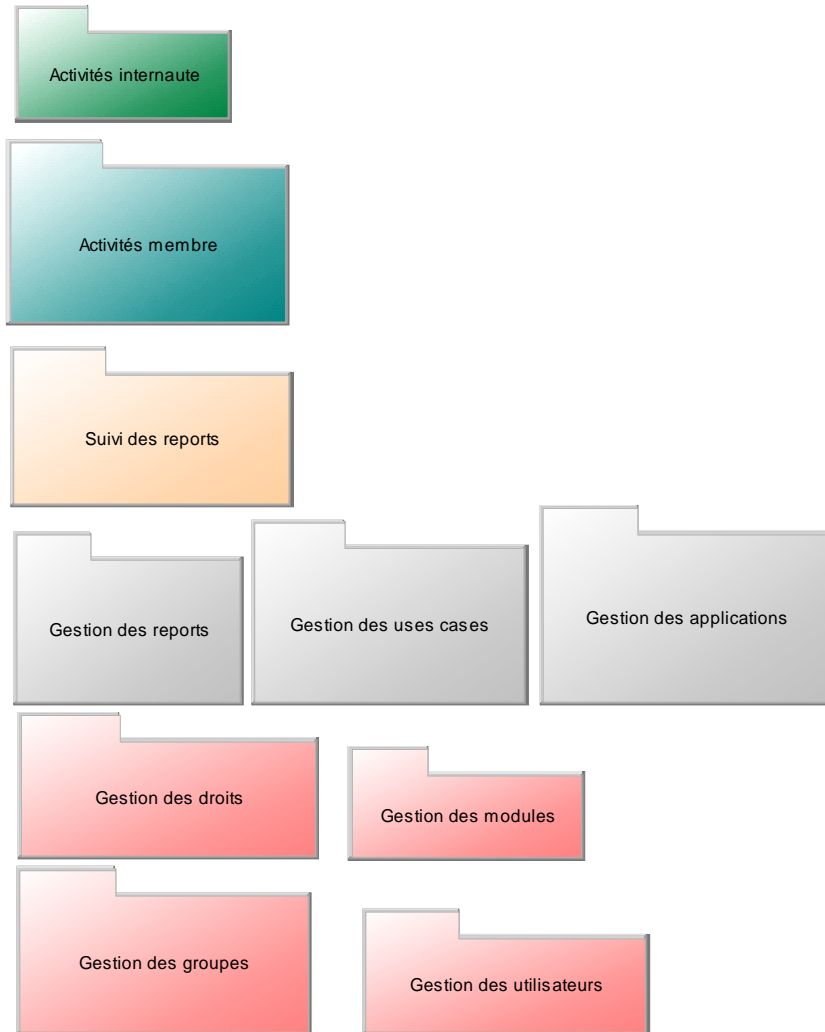 Activités internaute
Activités membre
Suivi des reports
Gestion des reports
Gestion des uses cases
Gestion des applications
Gestion des droits
Gestion des modules
Gestion des groupes
Gestion des utilisateurs